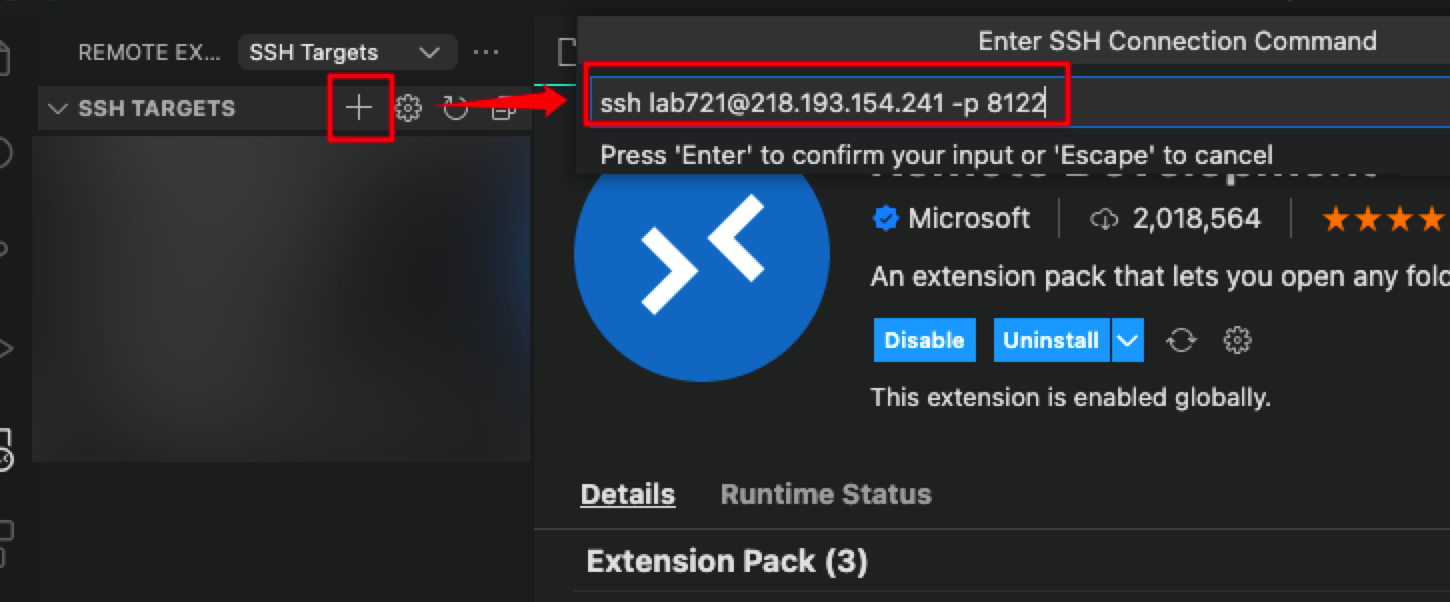 REMOTE EX... SSH Targets ...
SSH TARGETS
Enter SSH Connection Command
ssh lab721@218.193.154.241 -p 8122
Press 'Enter' to confirm your input or 'Escape' to cancel
Microsoft 2,018,564
An extension pack that lets you open any fold
Disable Uninstall
This extension is enabled globally.
Details Runtime Status
Extension Pack (3)